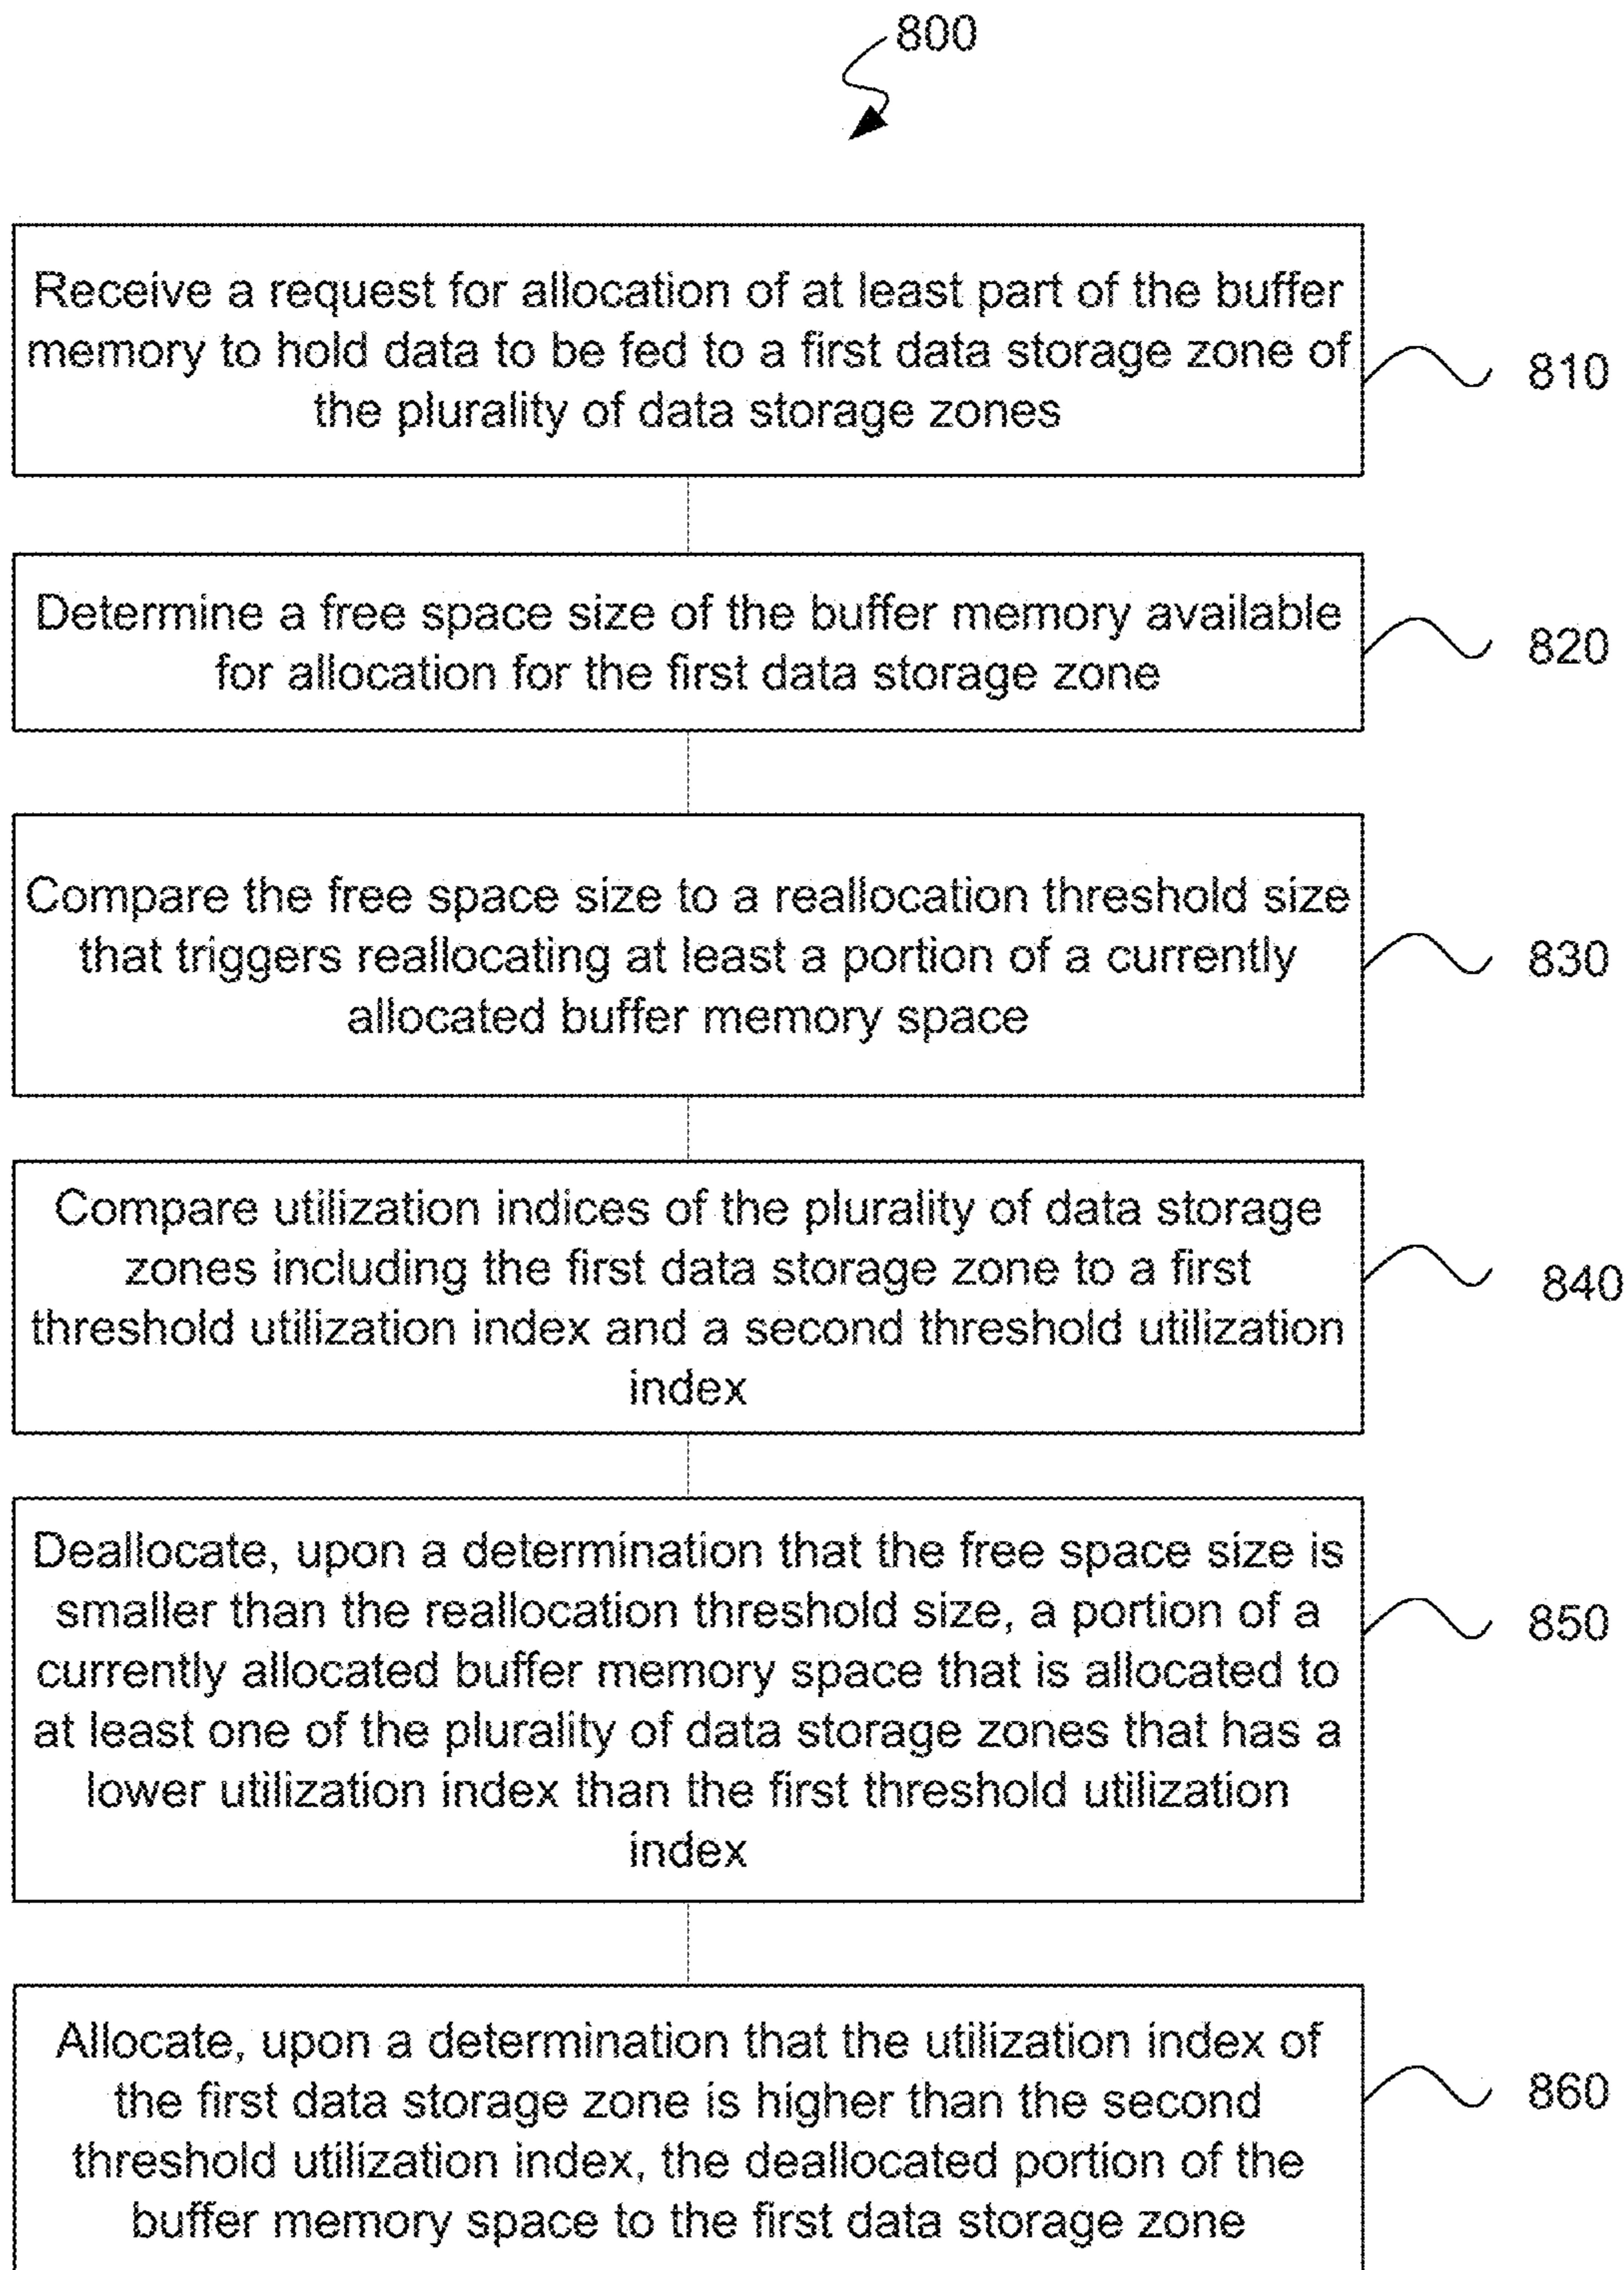 800
Receive a request for allocation of at least part of the buffer
memory to hold data to be fed to a first data storage zone of
the plurality of data storage zones
810
Determine a free space size of the buffer memory available
for allocation for the first data storage zone
820
Compare the free space size to a reallocation threshold size
that triggers reallocating at least a portion of a currently
allocated buffer memory space
830
Compare utilization indices of the plurality of data storage
zones including the first data storage zone to a first
threshold utilization index and a second threshold utilization
index
840
Deallocate, upon a determination that the free space size is
smaller than the reallocation threshold size, a portion of a
currently allocated buffer memory space that is allocated to
at least one of the plurality of data storage zones that has a
lower utilization index than the first threshold utilization
index
850
Allocate, upon a determination that the utilization index of
the first data storage zone is higher than the second
threshold utilization index, the deallocated portion of the
buffer memory space to the first data storage zone
860